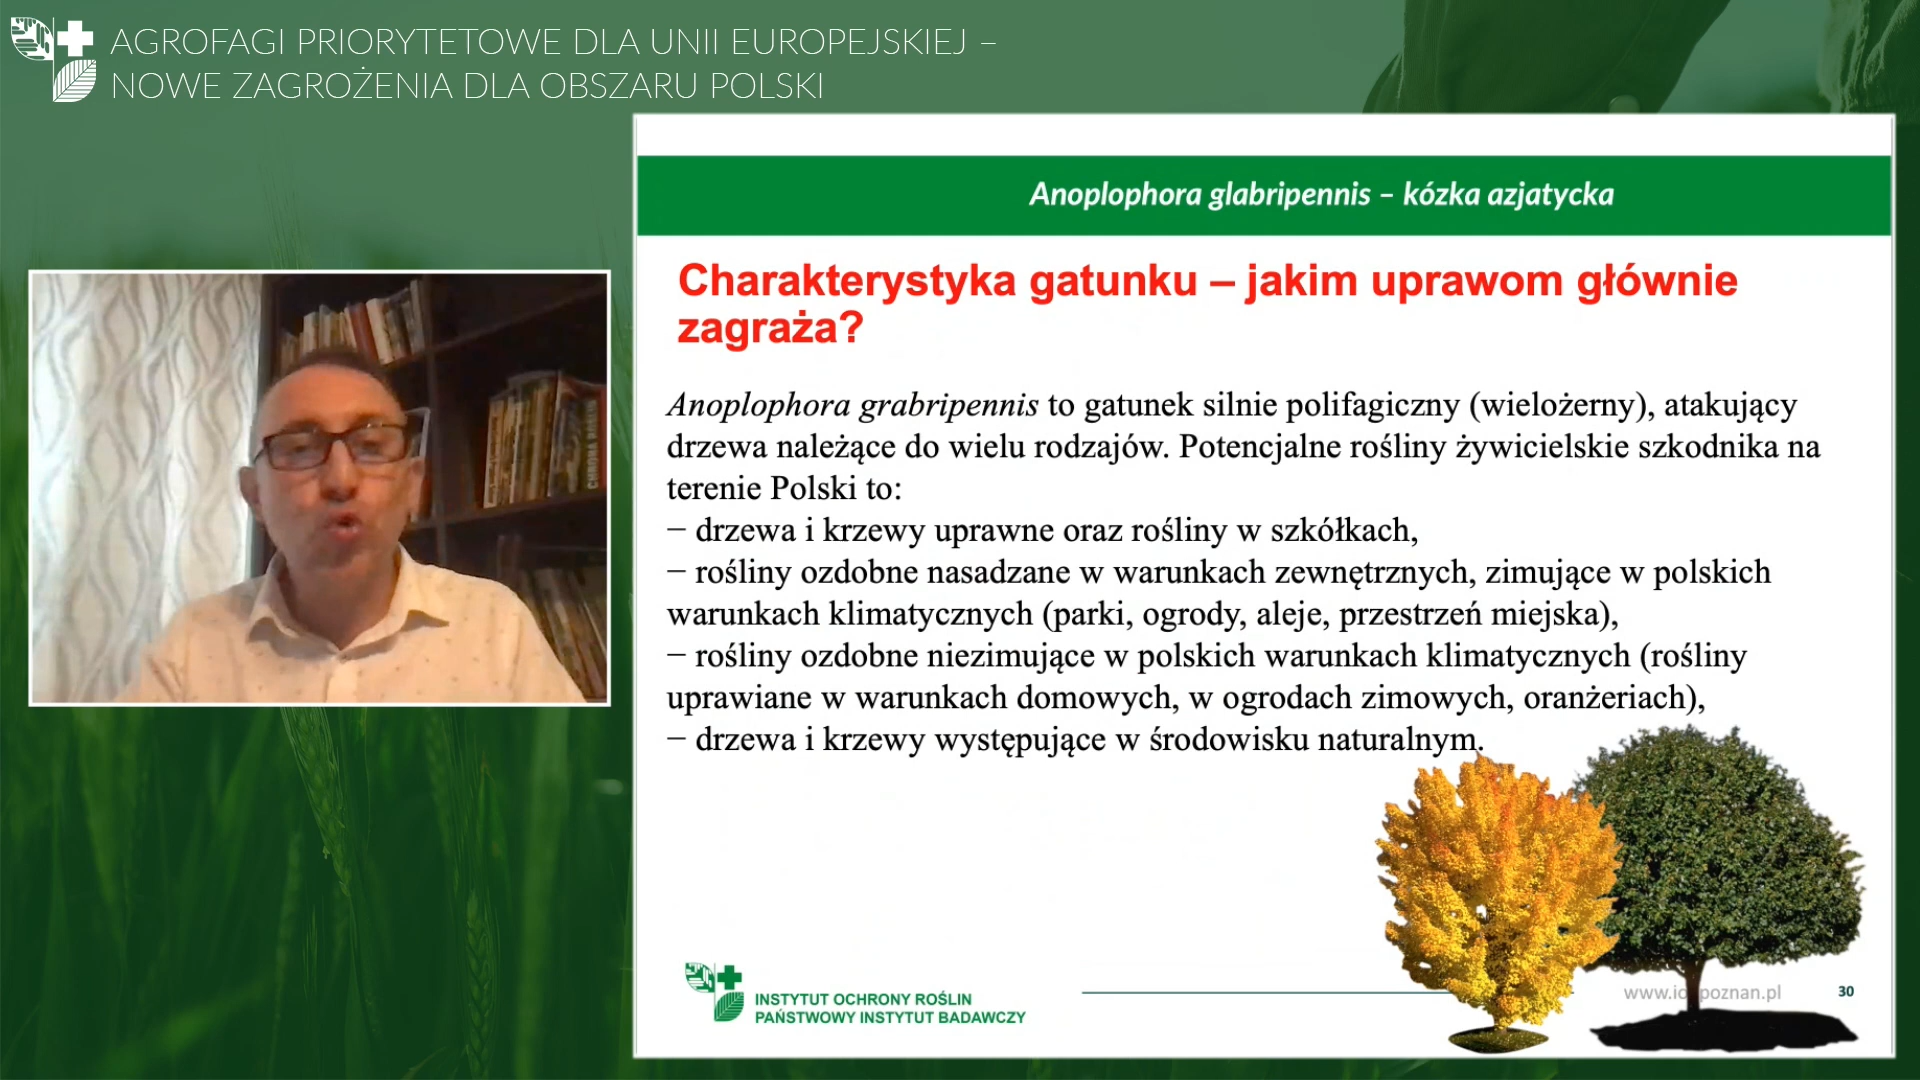 AGROFAGI PRIORYTETOWE DLA UNII EUROPEJSKIEJ –
NOWE ZAGROŻENIA DLA OBSZARU POLSKI
Anoplophora glabripennis – kózka azjatycka
Charakterystyka gatunku – jakim uprawom głównie
zagraża?
Anoplophora grabripennis to gatunek silnie polifagiczny (wielożerny), atakujący
drzewa należące do wielu rodzajów. Potencjalne rośliny żywicielskie szkodnika na
terenie Polski to:
− drzewa i krzewy uprawne oraz rośliny w szkółkach,
− rośliny ozdobne nasadzane w warunkach zewnętrznych, zimujące w polskich
warunkach klimatycznych (parki, ogrody, aleje, przestrzeń miejska),
− rośliny ozdobne niezimujące w polskich warunkach klimatycznych (rośliny
uprawiane w warunkach domowych, w ogrodach zimowych, oranżeriach),
− drzewa i krzewy występujące w środowisku naturalnym.
INSTYTUT OCHRONY ROŚLIN
PAŃSTWOWY INSTYTUT BADAWCZY
30